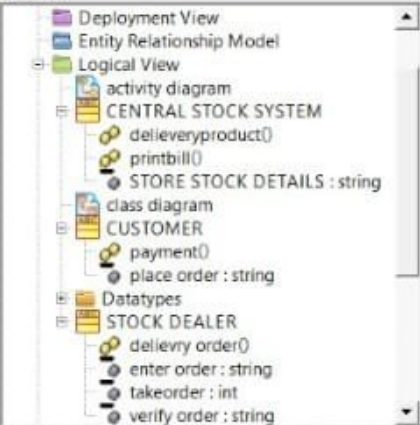 Deployment View
Entity Relationship Model
Logical View
activity diagram
CENTRAL STOCK SYSTEM
delieveryproduct()
printbill()
STORE STOCK DETAILS : string
class diagram
CUSTOMER
payment()
place order : string
Datatypes
STOCK DEALER
delievry order()
enter order : string
takeorder : int
verify order : string